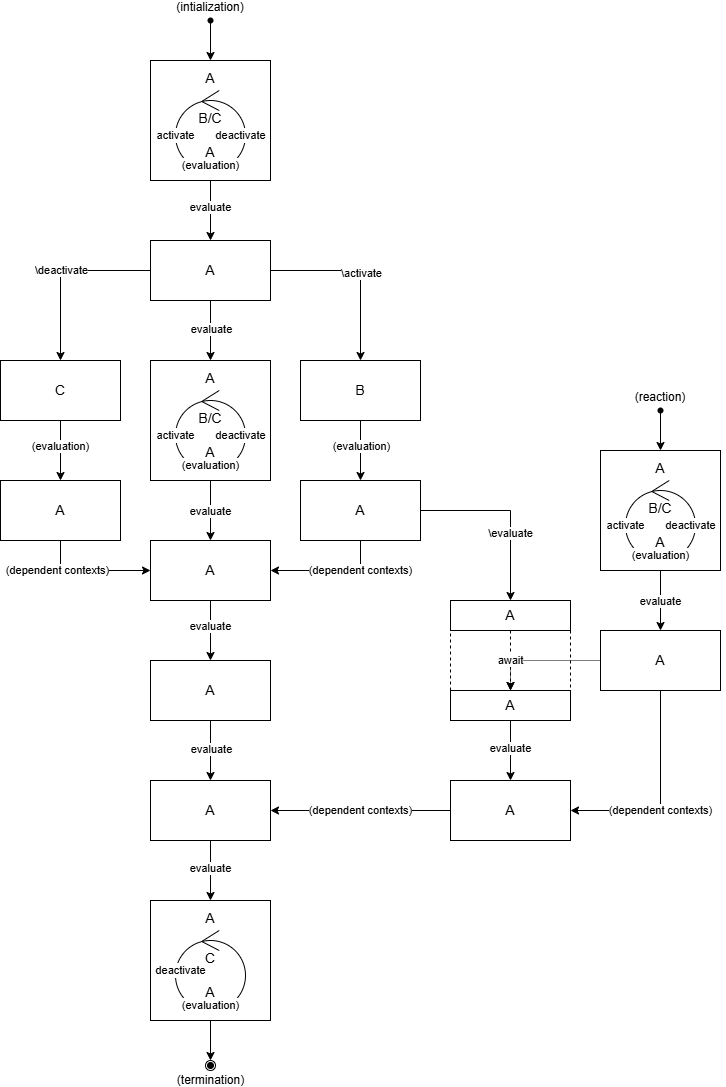 (intialization)
A
B/C
activate deactivate
A
(evaluation)
evaluate
\deactivate
A
\activate
evaluate
C
A
B/C
activate deactivate
A
(evaluation)
B
(evaluation)
(evaluation)
(reaction)
A
B/C
activate deactivate
A
(evaluation)
A
evaluate
A
\evaluate
(dependent contexts)
A
(dependent contexts)
evaluate
A
evaluate
A
await
A
A
A
evaluate
evaluate
A
(dependent contexts)
A
(dependent contexts)
evaluate
A
C
deactivate
A
(evaluation)
(termination)